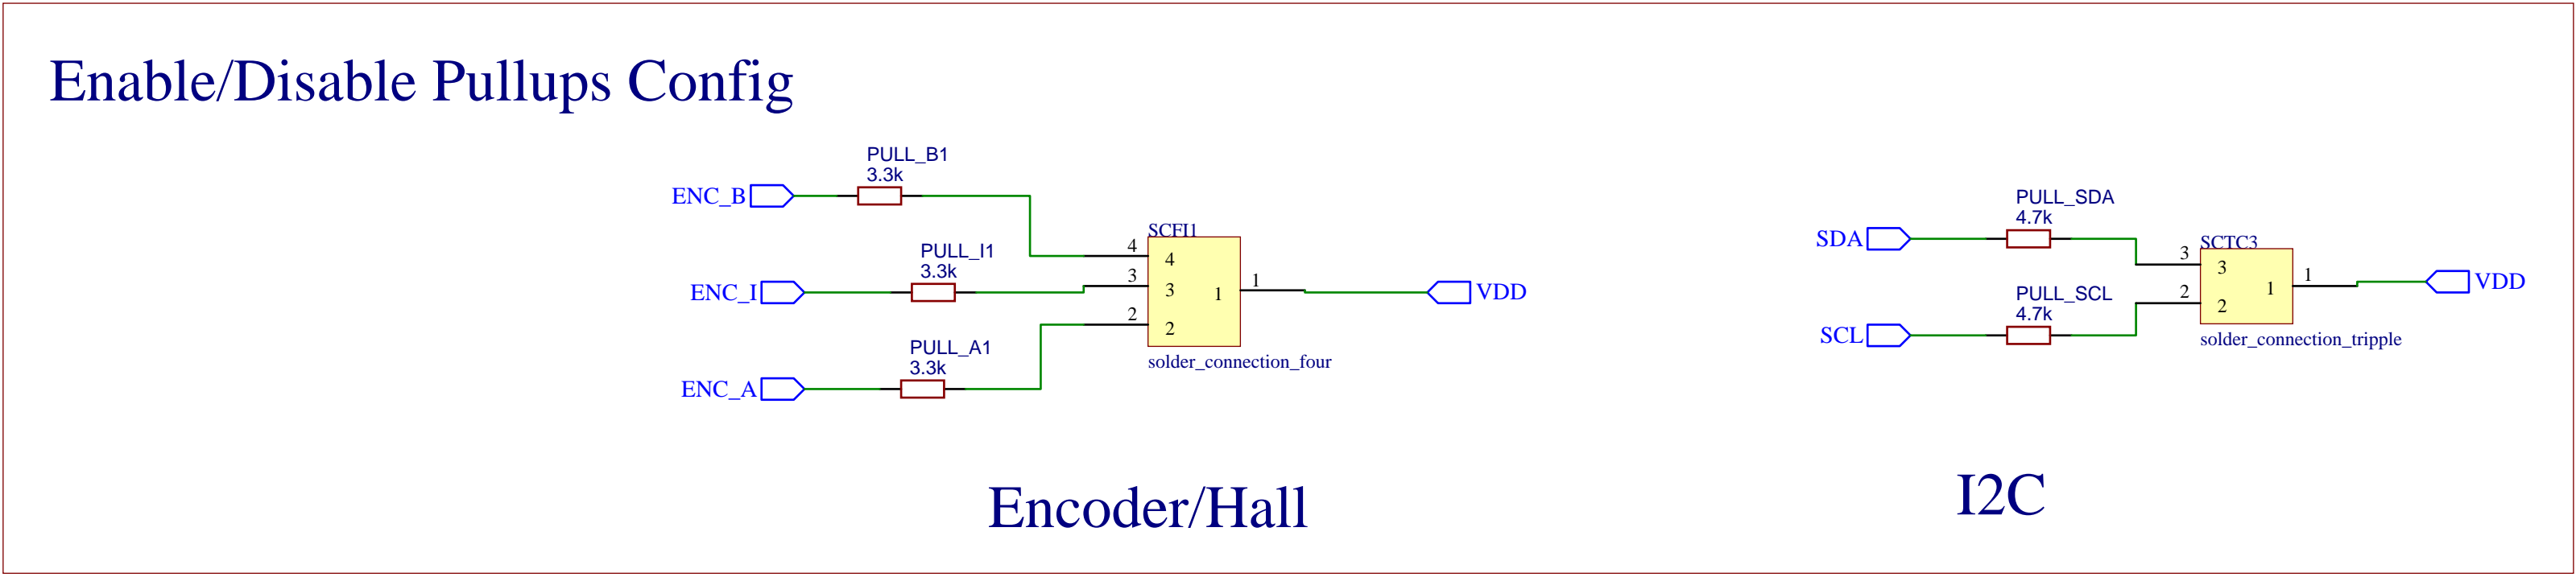 Enable/Disable Pullups Config
PULL_B1
3.3k
ENC_B
PULL_I1
3.3k
ENC_I
PULL_A1
3.3k
ENC_A
SCFI1
4
4
3
3
2
2
1
1
VDD
solder_connection_four
Encoder/Hall
PULL_SDA
4.7k
SDA
PULL_SCL
4.7k
SCL
SCTC3
3
3
2
2
1
1
VDD
solder_connection_tripple
I2C